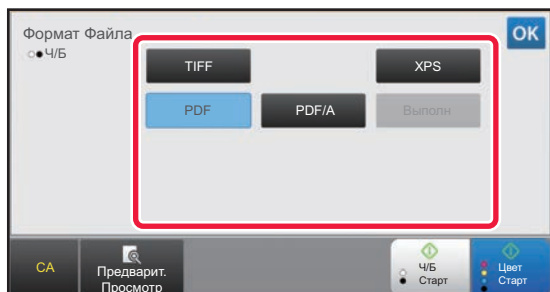 Формат Файла
OK
Ч/Б
TIFF
XPS
PDF
PDF/A
Выполн
CA
Предварит.
Просмотр
Ч/Б
Старт
Цвет
Старт